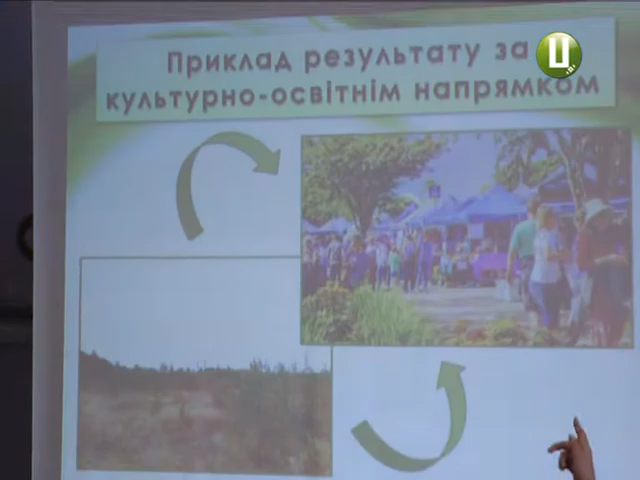 Приклад результату за
культурно-освітнім напрямком
Ц